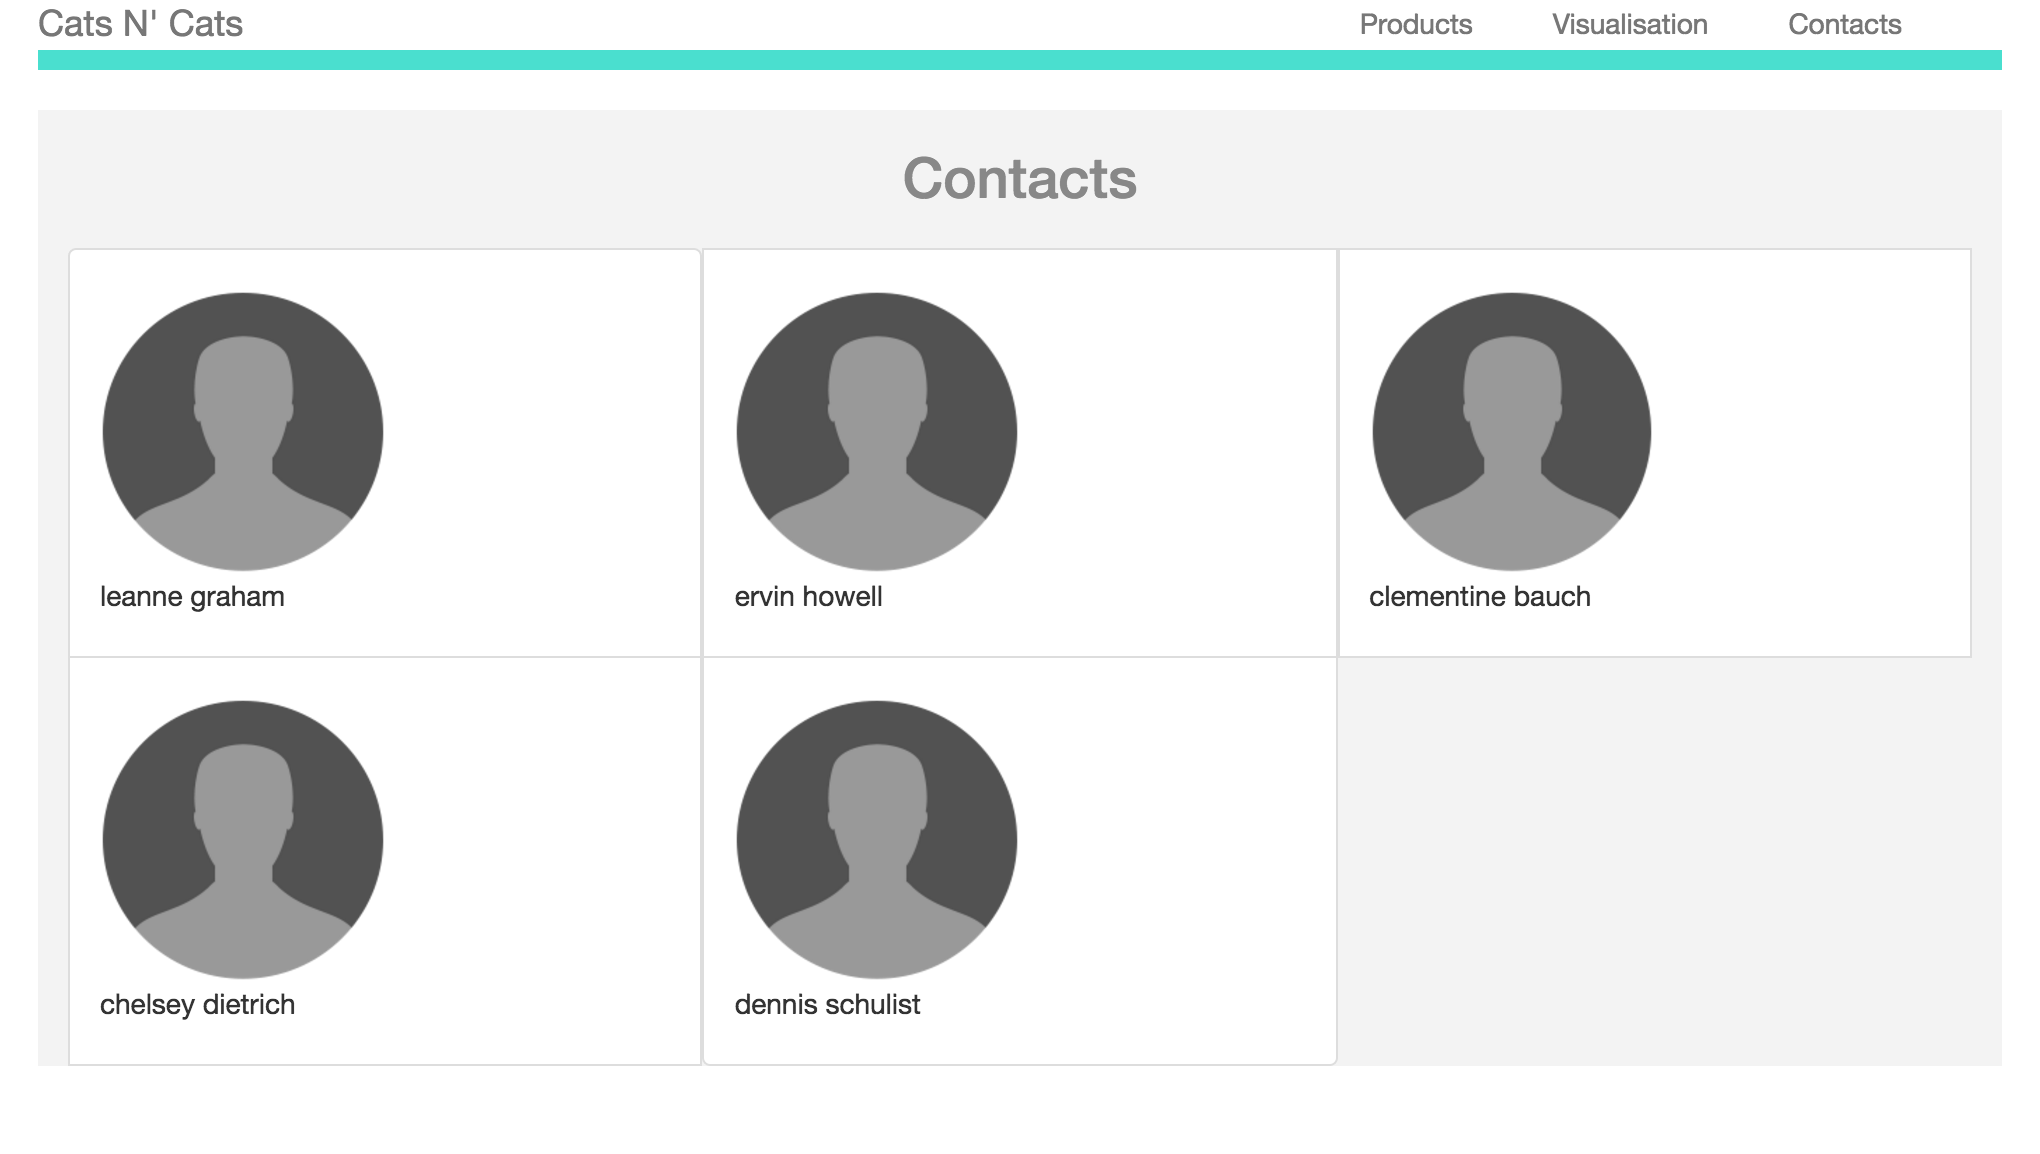 Cats N' Cats
Products
Visualisation
Contacts
Contacts
leanne graham
ervin howell
clementine bauch
chelsey dietrich
dennis schulist